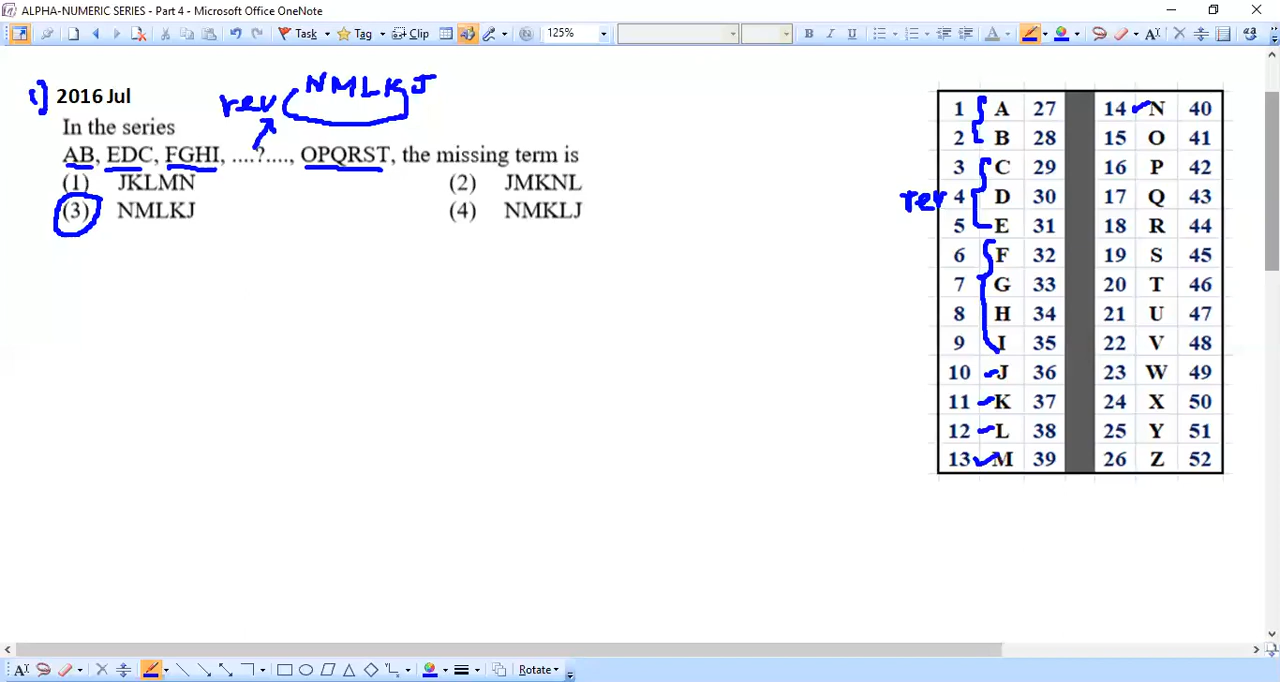 ALPHA-NUMERIC SERIES - Part 4 - Microsoft Office OneNote
Task Tag Clip 125% B I U
1] 2016 Jul
rev NMLKJ
In the series
AB, EDC, FGHI, ....?...., OPQRST, the missing term is
(1) JKLMN (2) JMKNL
(3) NMLKJ (4) NMKLJ
1 A 27 14 N 40
2 B 28 15 O 41
3 C 29 16 P 42
rev 4 D 30 17 Q 43
5 E 31 18 R 44
6 F 32 19 S 45
7 G 33 20 T 46
8 H 34 21 U 47
9 I 35 22 V 48
10 J 36 23 W 49
11 K 37 24 X 50
12 L 38 25 Y 51
13 M 39 26 Z 52
Rotate